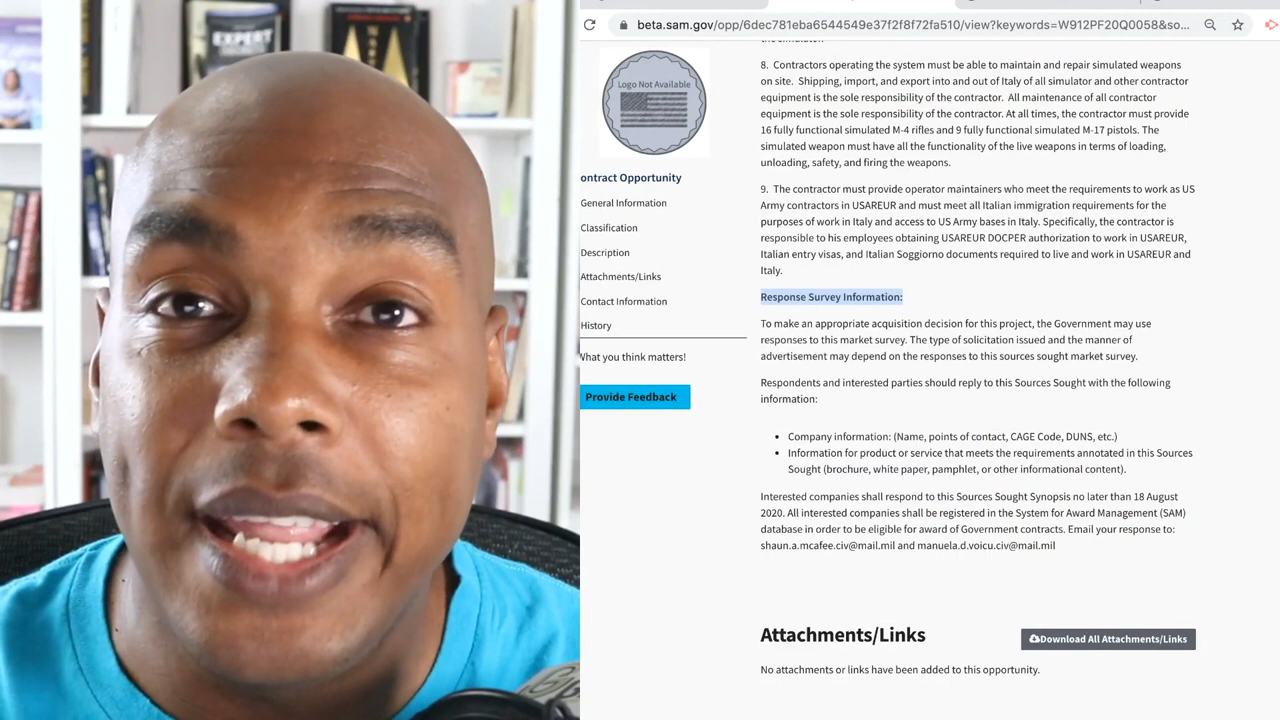 EXPERT
beta.sam.gov/opp/6dec781eba6544549e37f2f8f72fa510/view?keywords=W912PF20Q0058&so...
the simulator.
Logo Not Available
ontract Opportunity
General Information
Classification
Description
Attachments/Links
Contact Information
History
What you think matters!
Provide Feedback
8. Contractors operating the system must be able to maintain and repair simulated weapons
on site. Shipping, import, and export into and out of Italy of all simulator and other contractor
equipment is the sole responsibility of the contractor. All maintenance of all contractor
equipment is the sole responsibility of the contractor. At all times, the contractor must provide
16 fully functional simulated M-4 rifles and 9 fully functional simulated M-17 pistols. The
simulated weapon must have all the functionality of the live weapons in terms of loading,
unloading, safety, and firing the weapons.
9. The contractor must provide operator maintainers who meet the requirements to work as US
Army contractors in USAREUR and must meet all Italian immigration requirements for the
purposes of work in Italy and access to US Army bases in Italy. Specifically, the contractor is
responsible to his employees obtaining USAREUR DOCPER authorization to work in USAREUR,
Italian entry visas, and Italian Soggiorno documents required to live and work in USAREUR and
Italy.
Response Survey Information:
To make an appropriate acquisition decision for this project, the Government may use
responses to this market survey. The type of solicitation issued and the manner of
advertisement may depend on the responses to this sources sought market survey.
Respondents and interested parties should reply to this Sources Sought with the following
information:
• Company information: (Name, points of contact, CAGE Code, DUNS, etc.)
• Information for product or service that meets the requirements annotated in this Sources
Sought (brochure, white paper, pamphlet, or other informational content).
Interested companies shall respond to this Sources Sought Synopsis no later than 18 August
2020. All interested companies shall be registered in the System for Award Management (SAM)
database in order to be eligible for award of Government contracts. Email your response to:
shaun.a.mcafee.civ@mail.mil and manuela.d.voicu.civ@mail.mil
Attachments/Links
Download All Attachments/Links
No attachments or links have been added to this opportunity.